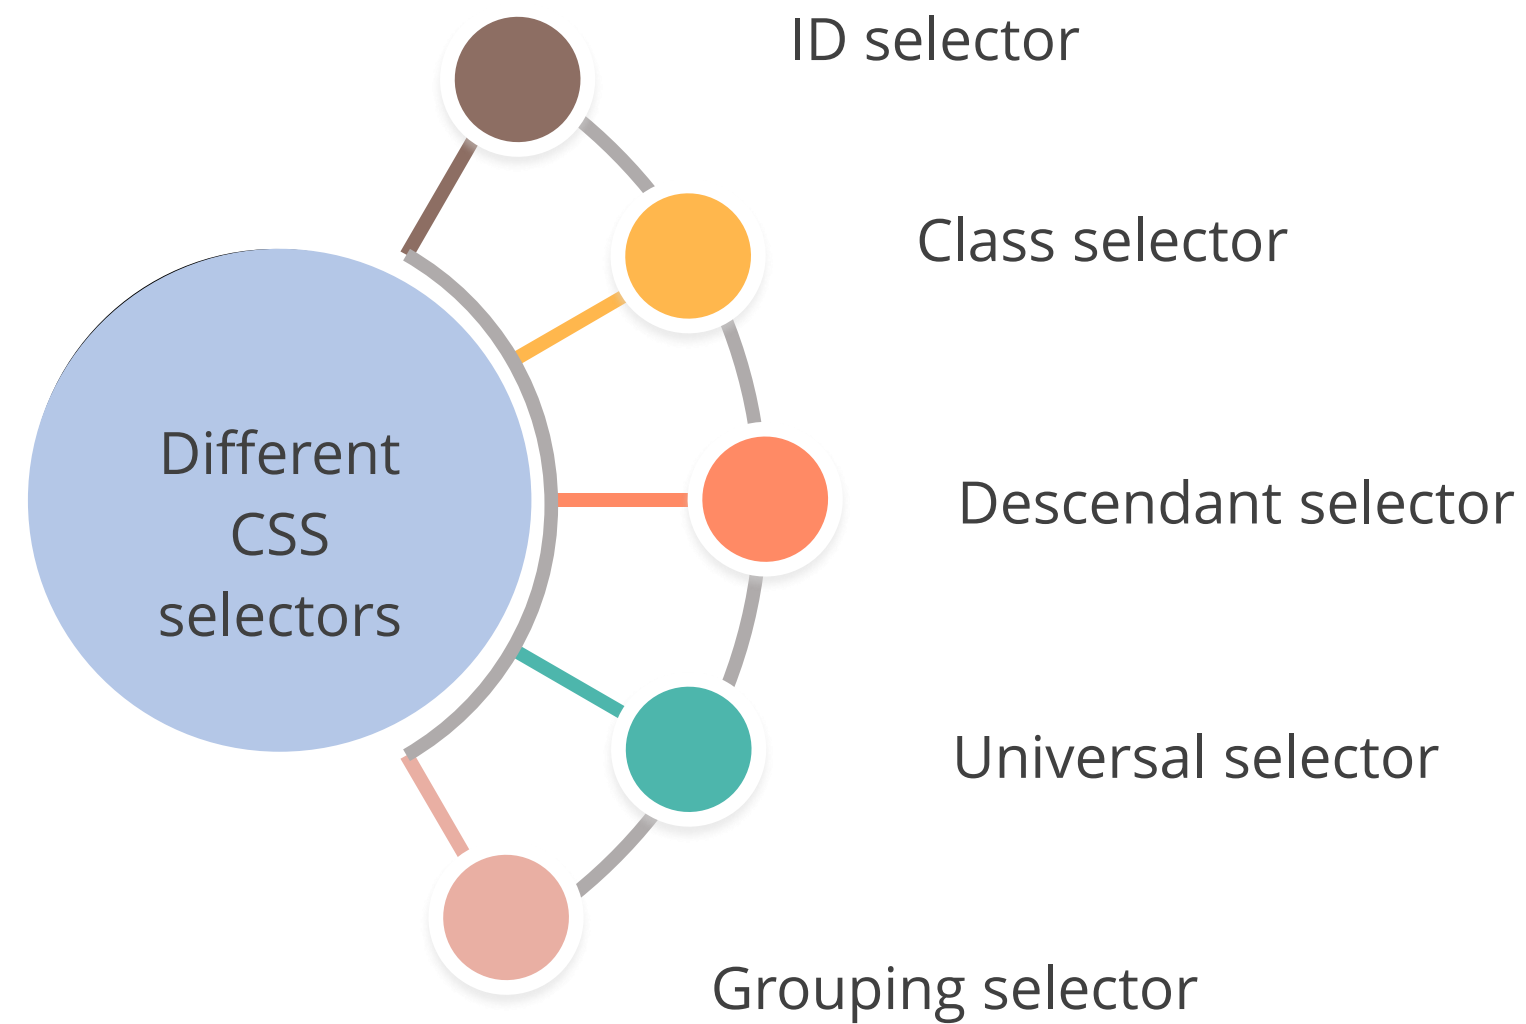 ID selector
Class selector
Different
CSS
selectors
Descendant selector
Universal selector
Grouping selector